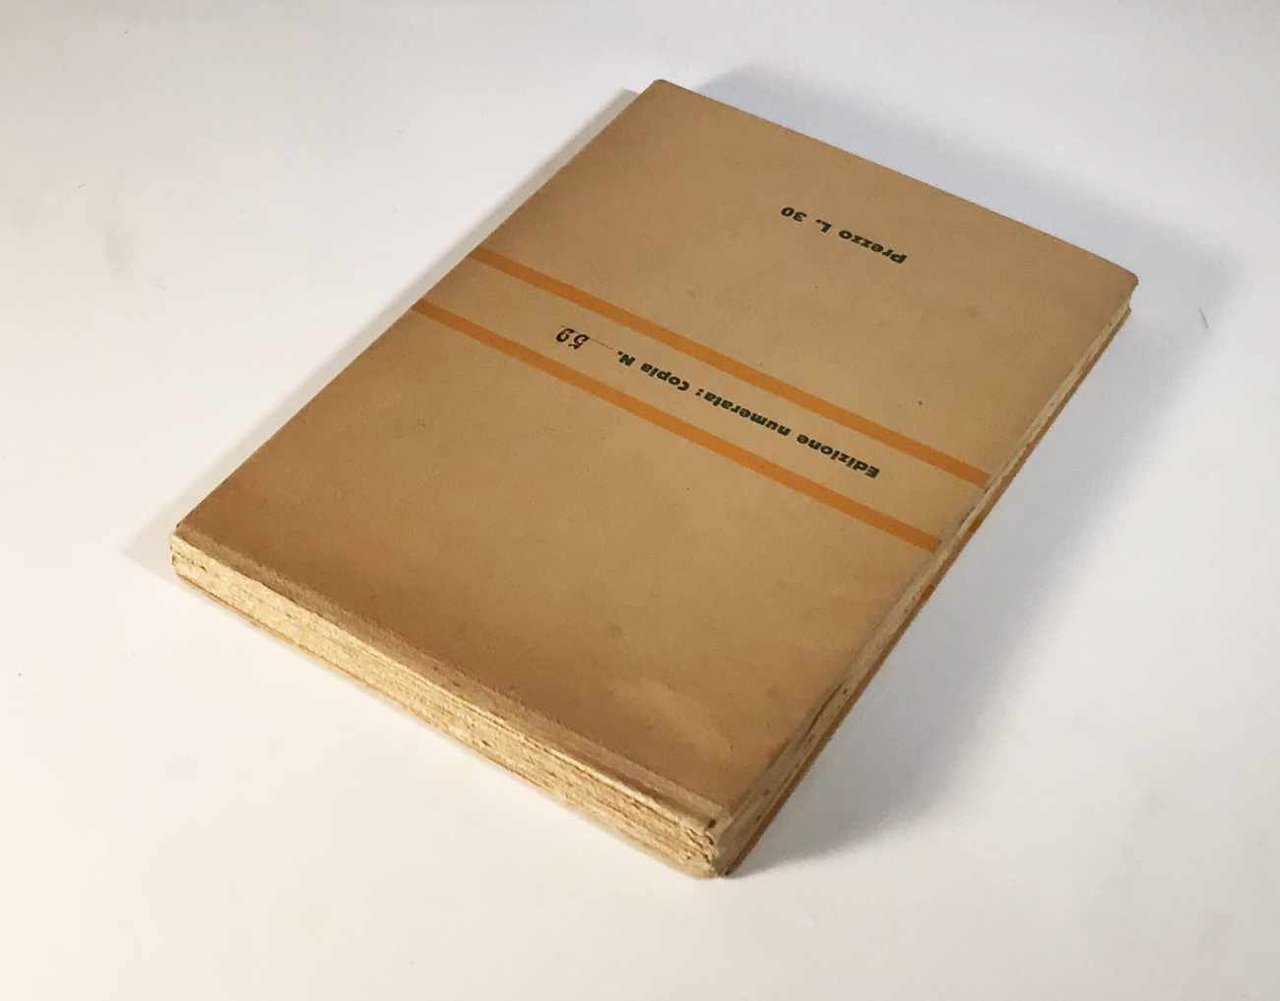 Edizione numerata: Copia N. 59
Prezzo L. 30